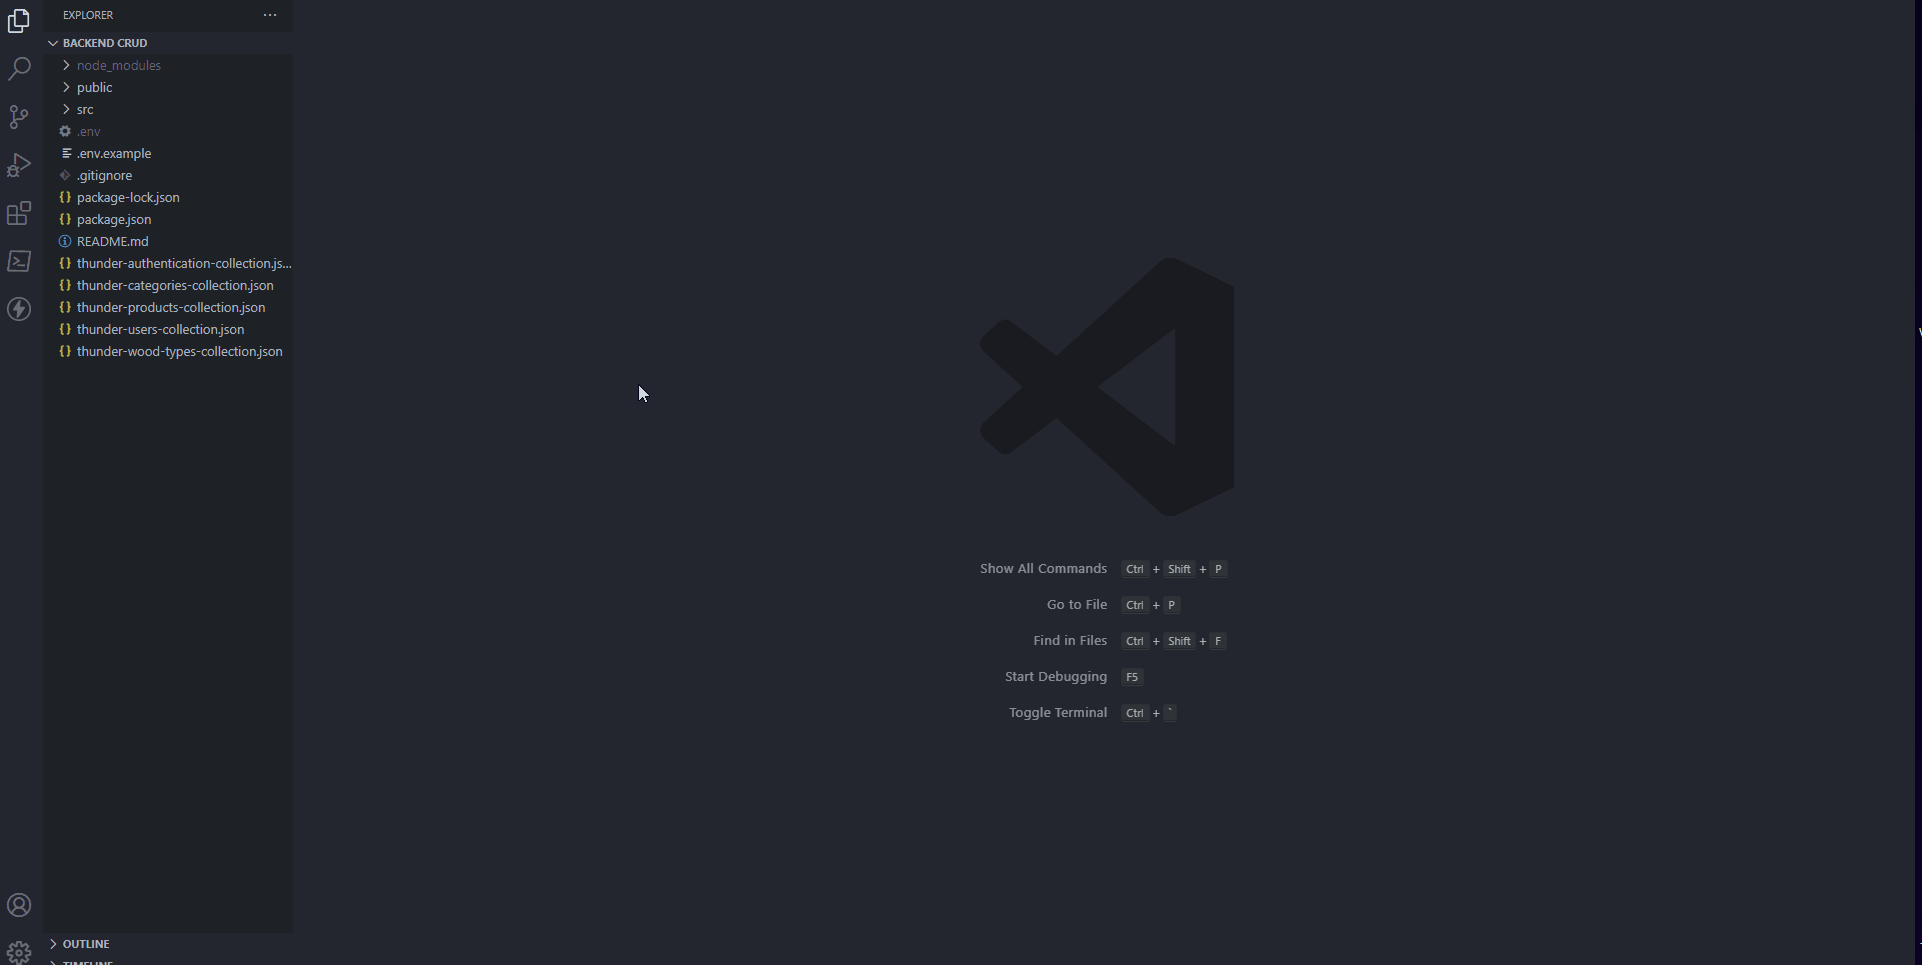 EXPLORER
BACKEND CRUD
node_modules
public
src
.env
.env.example
.gitignore
package-lock.json
package.json
README.md
thunder-authentication-collection.js...
thunder-categories-collection.json
thunder-products-collection.json
thunder-users-collection.json
thunder-wood-types-collection.json
Show All Commands Ctrl + Shift + P
Go to File Ctrl + P
Find in Files Ctrl + Shift + F
Start Debugging F5
Toggle Terminal Ctrl + `
OUTLINE
TIMELINE